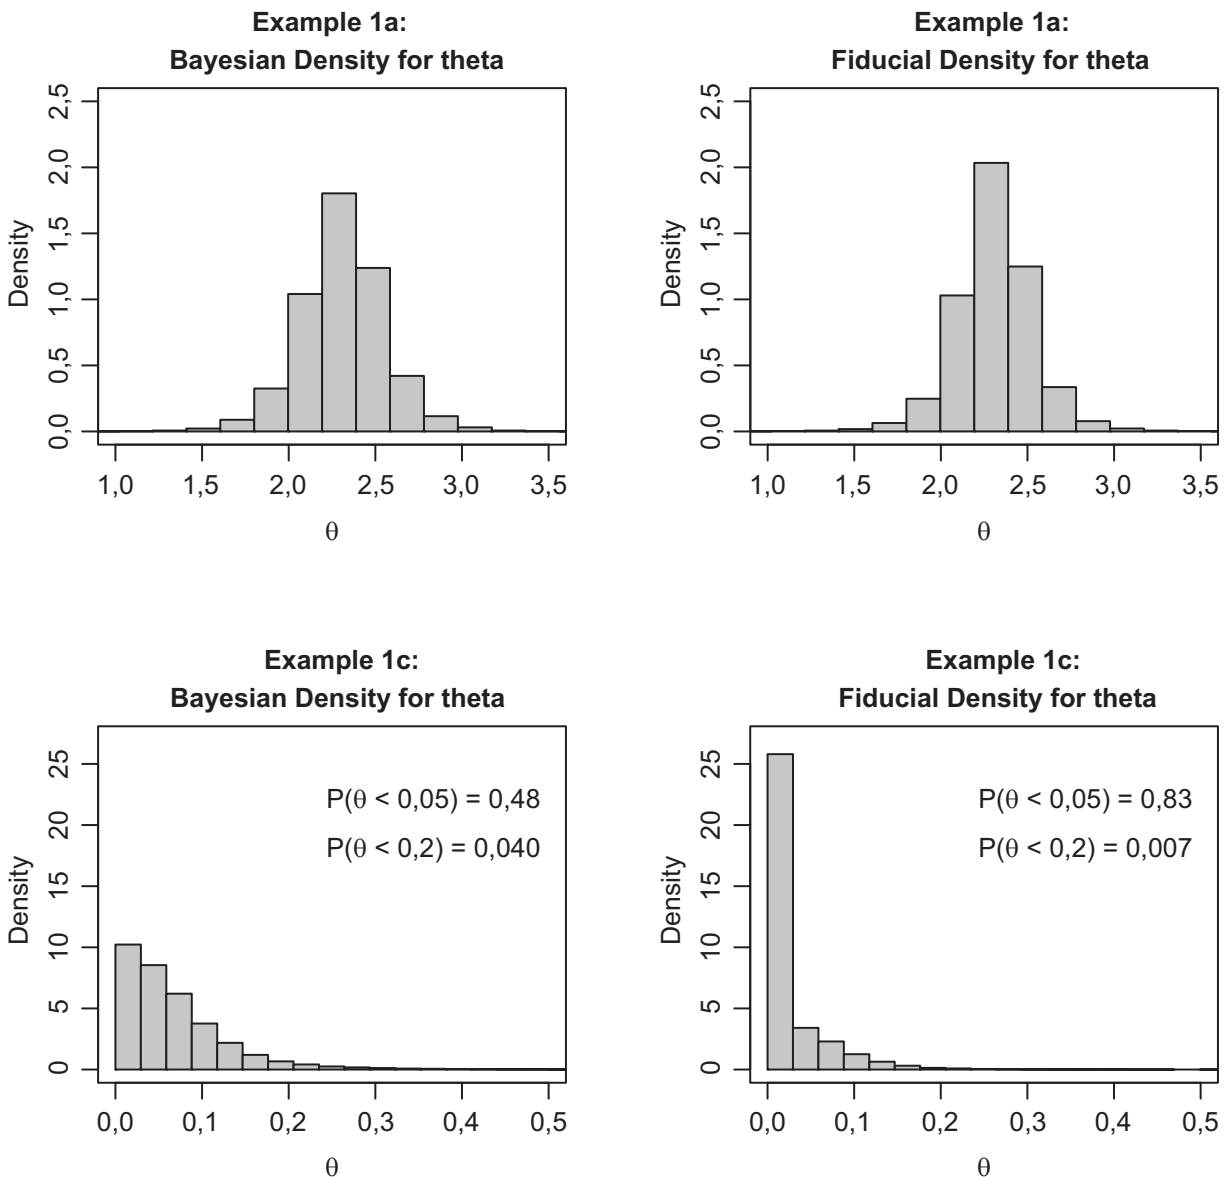 Example 1a:
Bayesian Density for theta
Density
0,0
0,5
1,0
1,5
2,0
2,5
1,0 1,5 2,0 2,5 3,0 3,5
θ
Example 1a:
Fiducial Density for theta
Density
0,0
0,5
1,0
1,5
2,0
2,5
1,0 1,5 2,0 2,5 3,0 3,5
θ
Example 1c:
Bayesian Density for theta
P(θ < 0,05) = 0,48
P(θ < 0,2) = 0,040
Density
0
5
10
15
20
25
0,0 0,1 0,2 0,3 0,4 0,5
θ
Example 1c:
Fiducial Density for theta
P(θ < 0,05) = 0,83
P(θ < 0,2) = 0,007
Density
0
5
10
15
20
25
0,0 0,1 0,2 0,3 0,4 0,5
θ